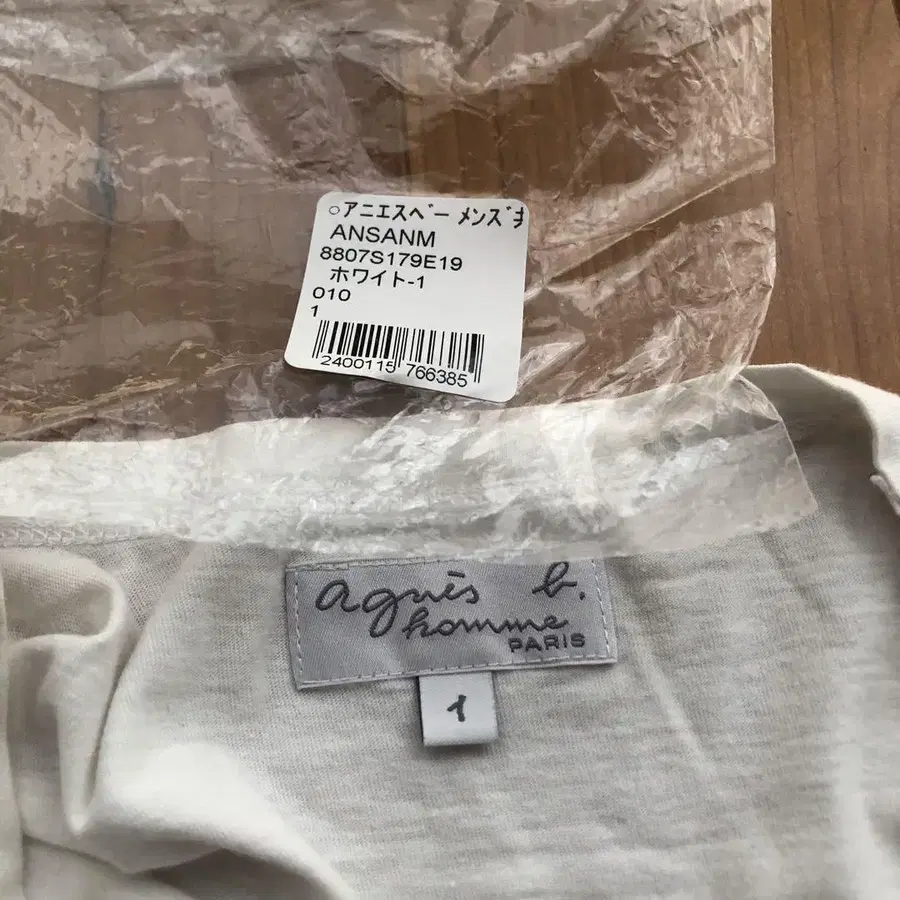 ○アニエスベー メンズオ
ANSANM
8807S179E19
ホワイト-1
010
1
2400115 766385
agnès b.
homme
PARIS
1